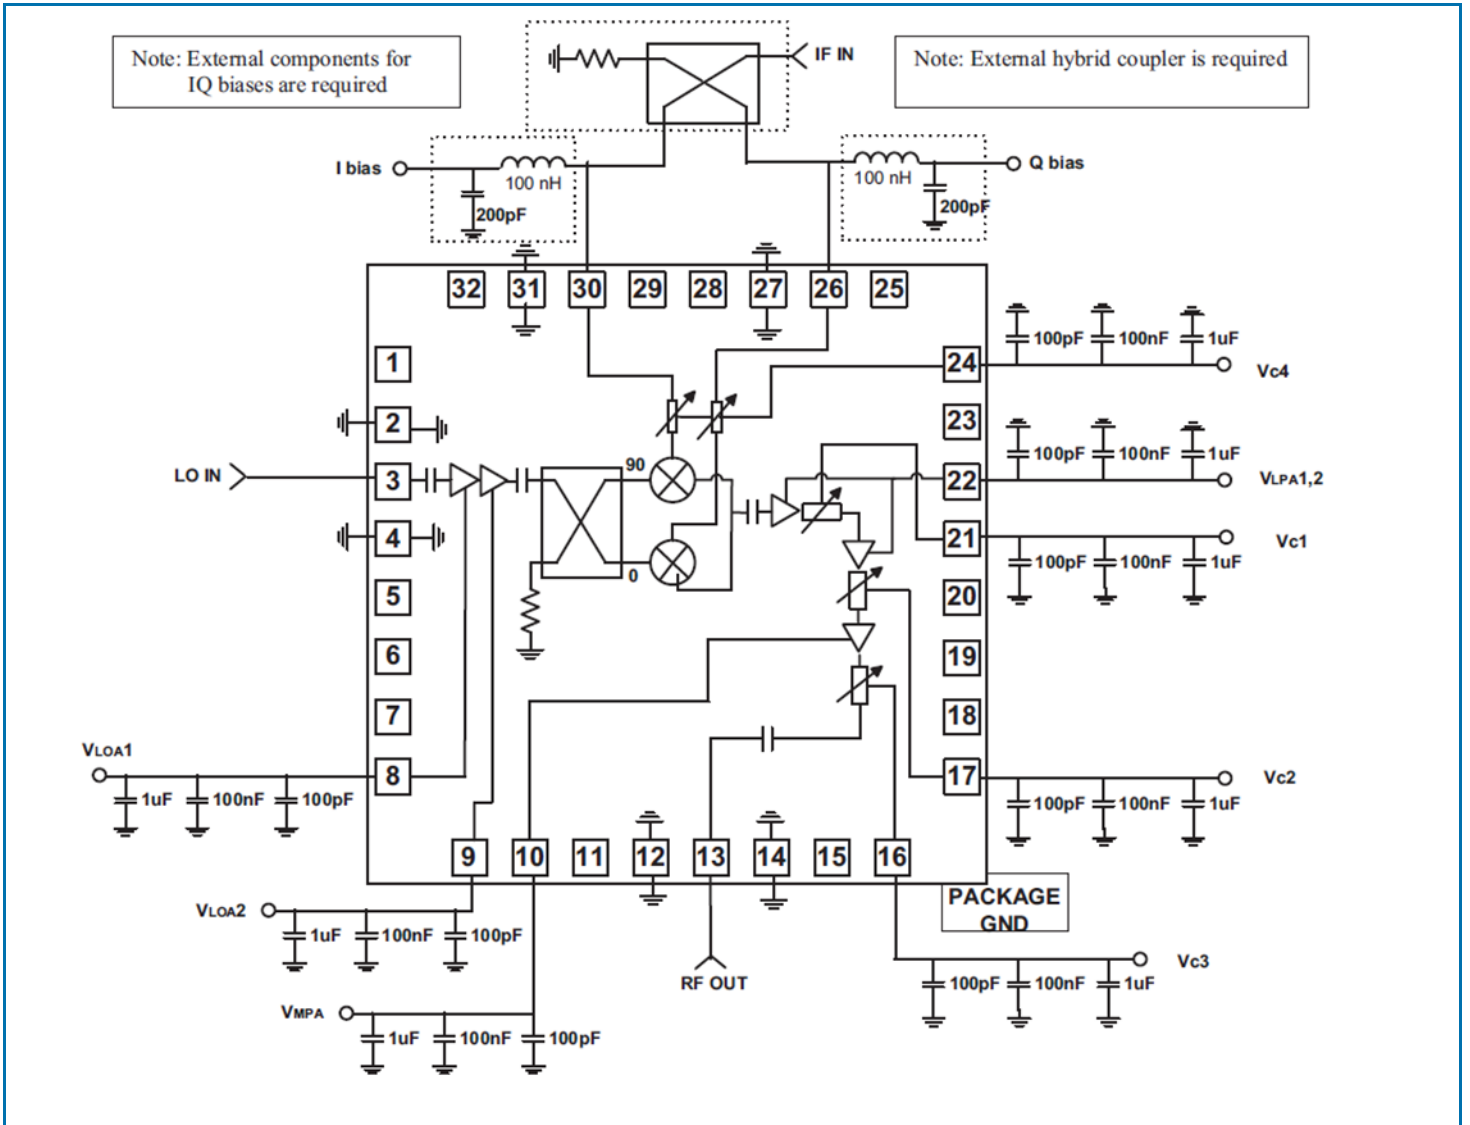 Note: External components for
IQ biases are required
IF IN
Note: External hybrid coupler is required
I bias
100 nH
200pF
100 nH
200pF
Q bias
32
31
30
29
28
27
26
25
1
2
3
4
5
6
7
8
LO IN
90
0
24
23
22
21
20
19
18
17
100pF
100nF
1uF
Vc4
100pF
100nF
1uF
VLPA1,2
100pF
100nF
1uF
Vc1
100pF
100nF
1uF
Vc2
VLOA1
1uF
100nF
100pF
9
10
11
12
13
14
15
16
PACKAGE
GND
VLOA2
1uF
100nF
100pF
RF OUT
100pF
100nF
1uF
Vc3
VMPA
1uF
100nF
100pF